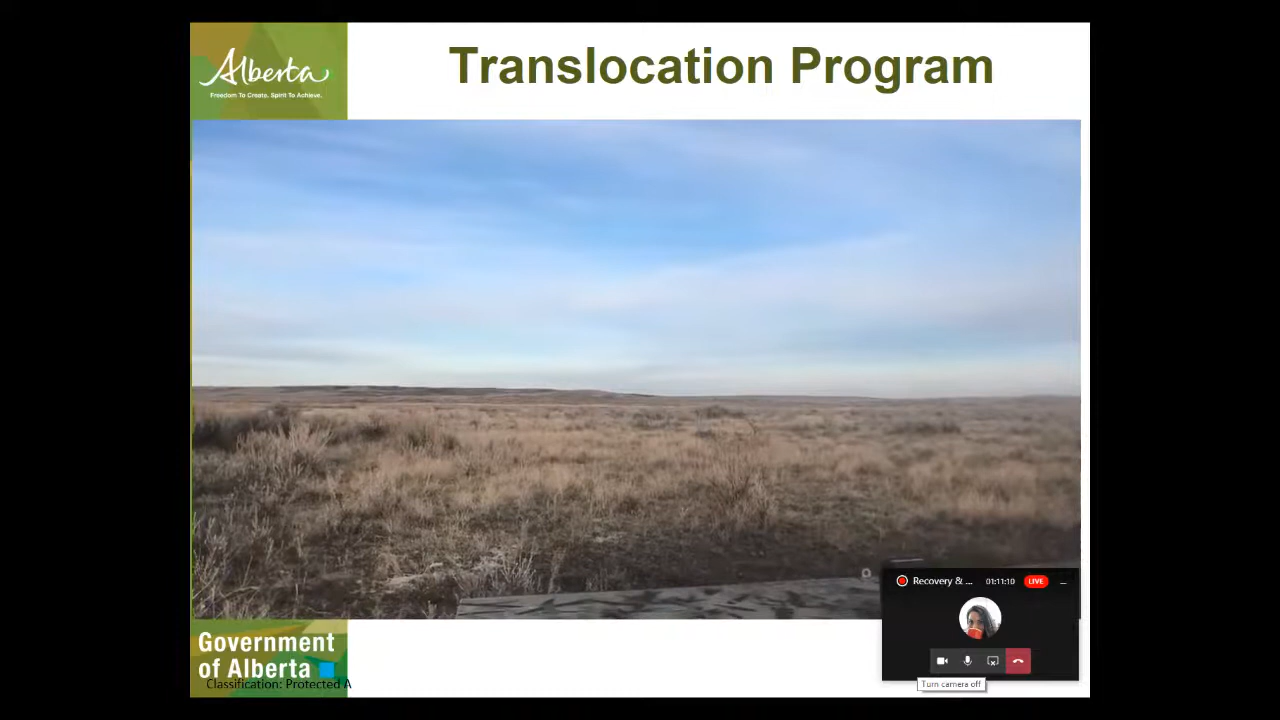 Alberta
Freedom To Create. Spirit To Achieve.
Translocation Program
Recovery & ...
01:11:10
LIVE
Turn camera off
Government
of Alberta
Classification: Protected A